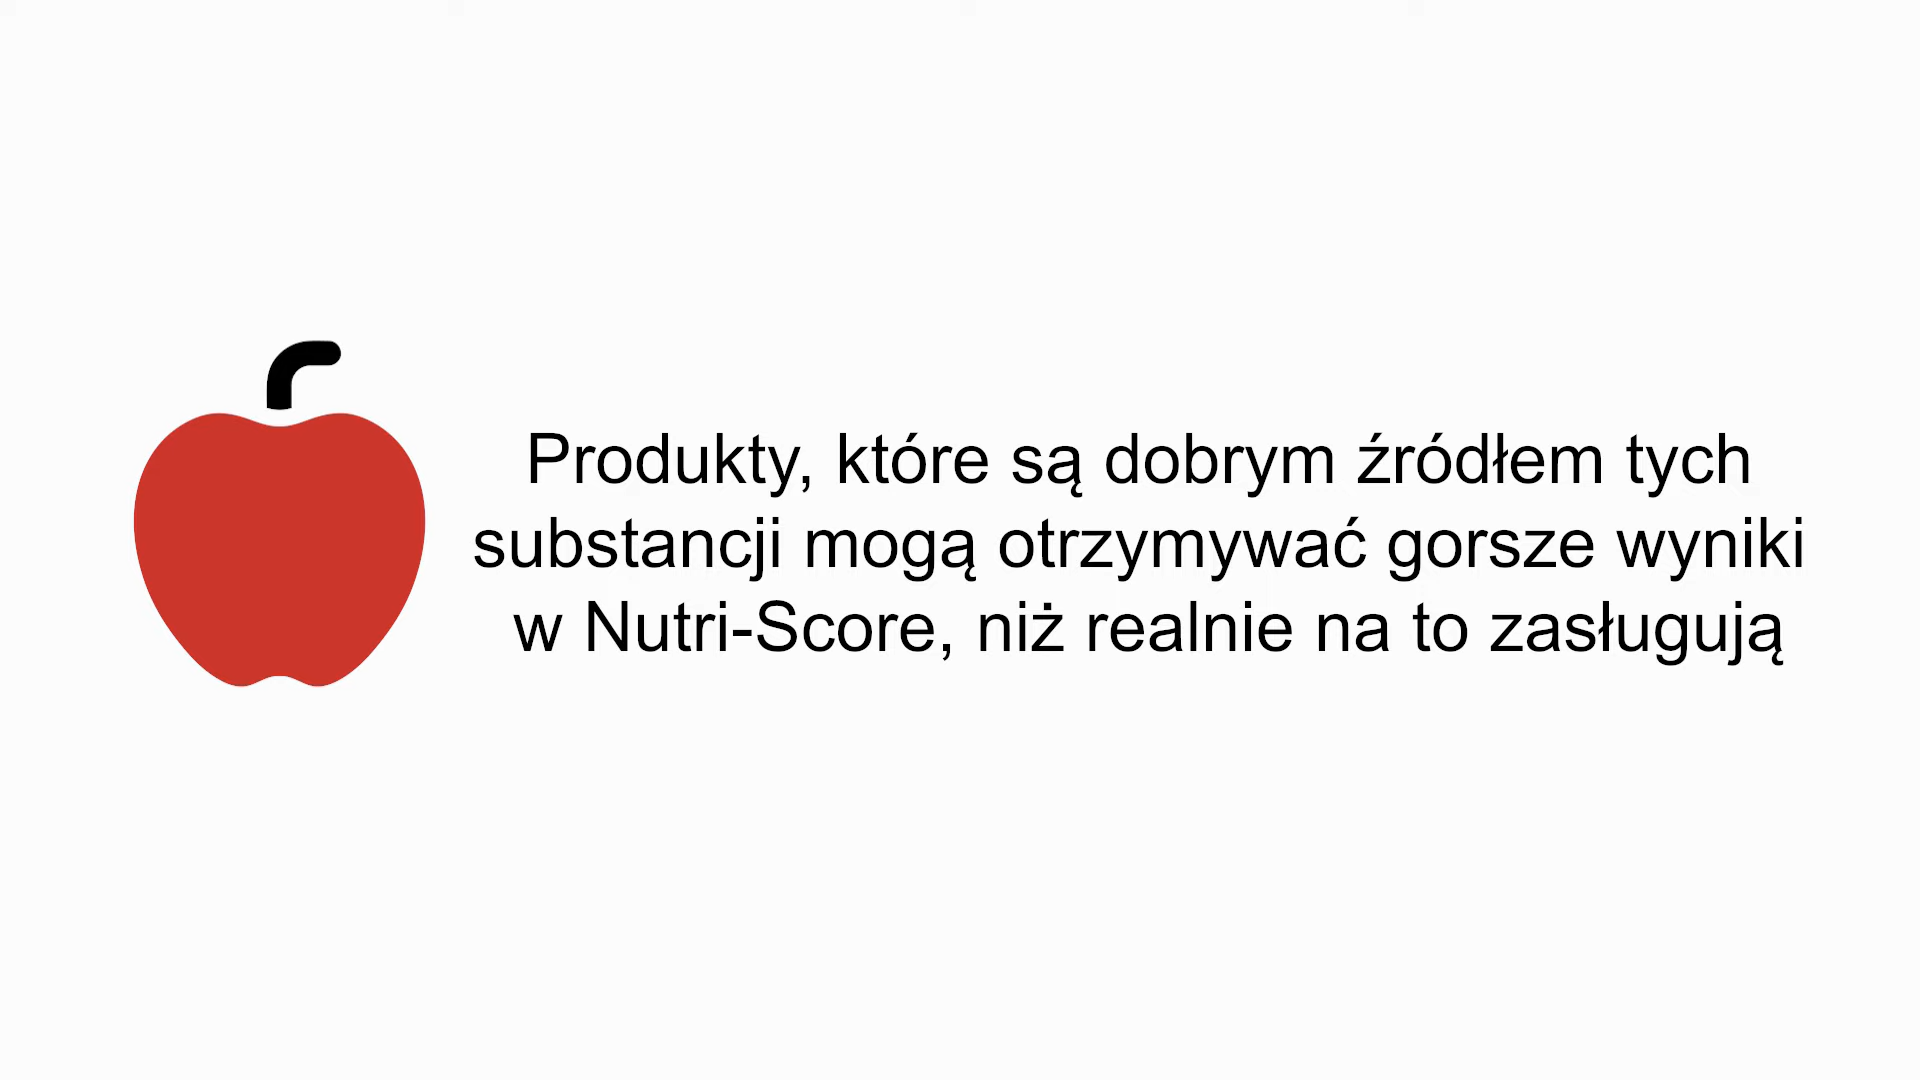 Produkty, które są dobrym źródłem tych
substancji mogą otrzymywać gorsze wyniki
w Nutri-Score, niż realnie na to zasługują